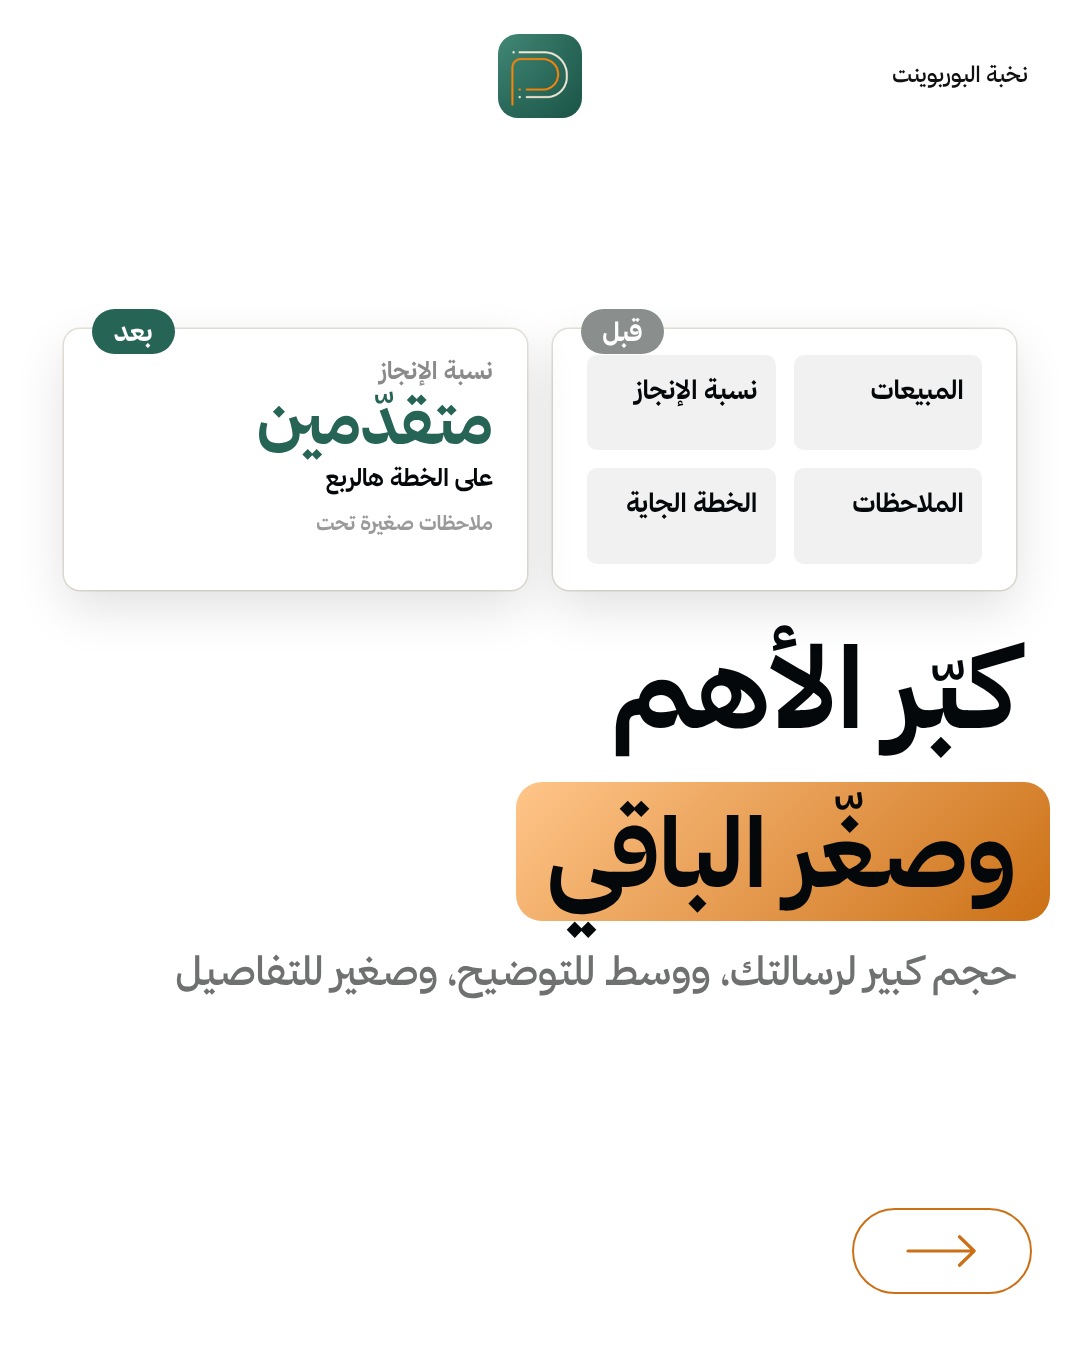 نخبة البوربوينت
قبل
المبيعات
نسبة الإنجاز
الملاحظات
الخطة الجاية
بعد
نسبة الإنجاز
متقدّمين
على الخطة هالربع
ملاحظات صغيرة تحت
كبّر الأهم
وصغّر الباقي
حجم كبير لرسالتك، ووسط للتوضيح، وصغير للتفاصيل